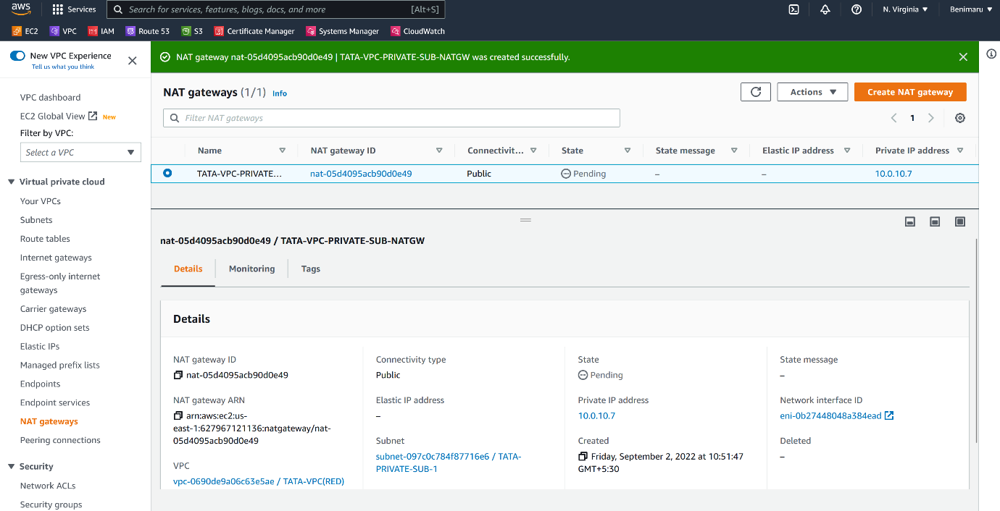 aws Services Search for services, features, blogs, docs, and more [Alt+S] N. Virginia Benimaru
EC2 VPC IAM Route 53 S3 Certificate Manager Systems Manager CloudWatch
New VPC Experience
Tell us what you think
VPC dashboard
EC2 Global View New
Filter by VPC:
Select a VPC
Virtual private cloud
Your VPCs
Subnets
Route tables
Internet gateways
Egress-only internet
gateways
Carrier gateways
DHCP option sets
Elastic IPs
Managed prefix lists
Endpoints
Endpoint services
NAT gateways
Peering connections
Security
Network ACLs
Security groups
NAT gateway nat-05d4095acb90d0e49 | TATA-VPC-PRIVATE-SUB-NATGW was created successfully.
NAT gateways (1/1) Info
Actions
Create NAT gateway
Filter NAT gateways
1
Name NAT gateway ID Connectivit... State State message Elastic IP address Private IP address
TATA-VPC-PRIVATE... nat-05d4095acb90d0e49 Public Pending – – 10.0.10.7
nat-05d4095acb90d0e49 / TATA-VPC-PRIVATE-SUB-NATGW
Details Monitoring Tags
Details
NAT gateway ID
nat-05d4095acb90d0e49
NAT gateway ARN
arn:aws:ec2:us-
east-1:627967121136:natgateway/nat-
05d4095acb90d0e49
VPC
vpc-0690de9a06c63e5ae / TATA-VPC(RED)
Connectivity type
Public
Elastic IP address
–
Subnet
subnet-097c0c784f87716e6 / TATA-
PRIVATE-SUB-1
State
Pending
Private IP address
10.0.10.7
Created
Friday, September 2, 2022 at 10:51:47
GMT+5:30
State message
–
Network interface ID
eni-0b27448048a384ead
Deleted
–